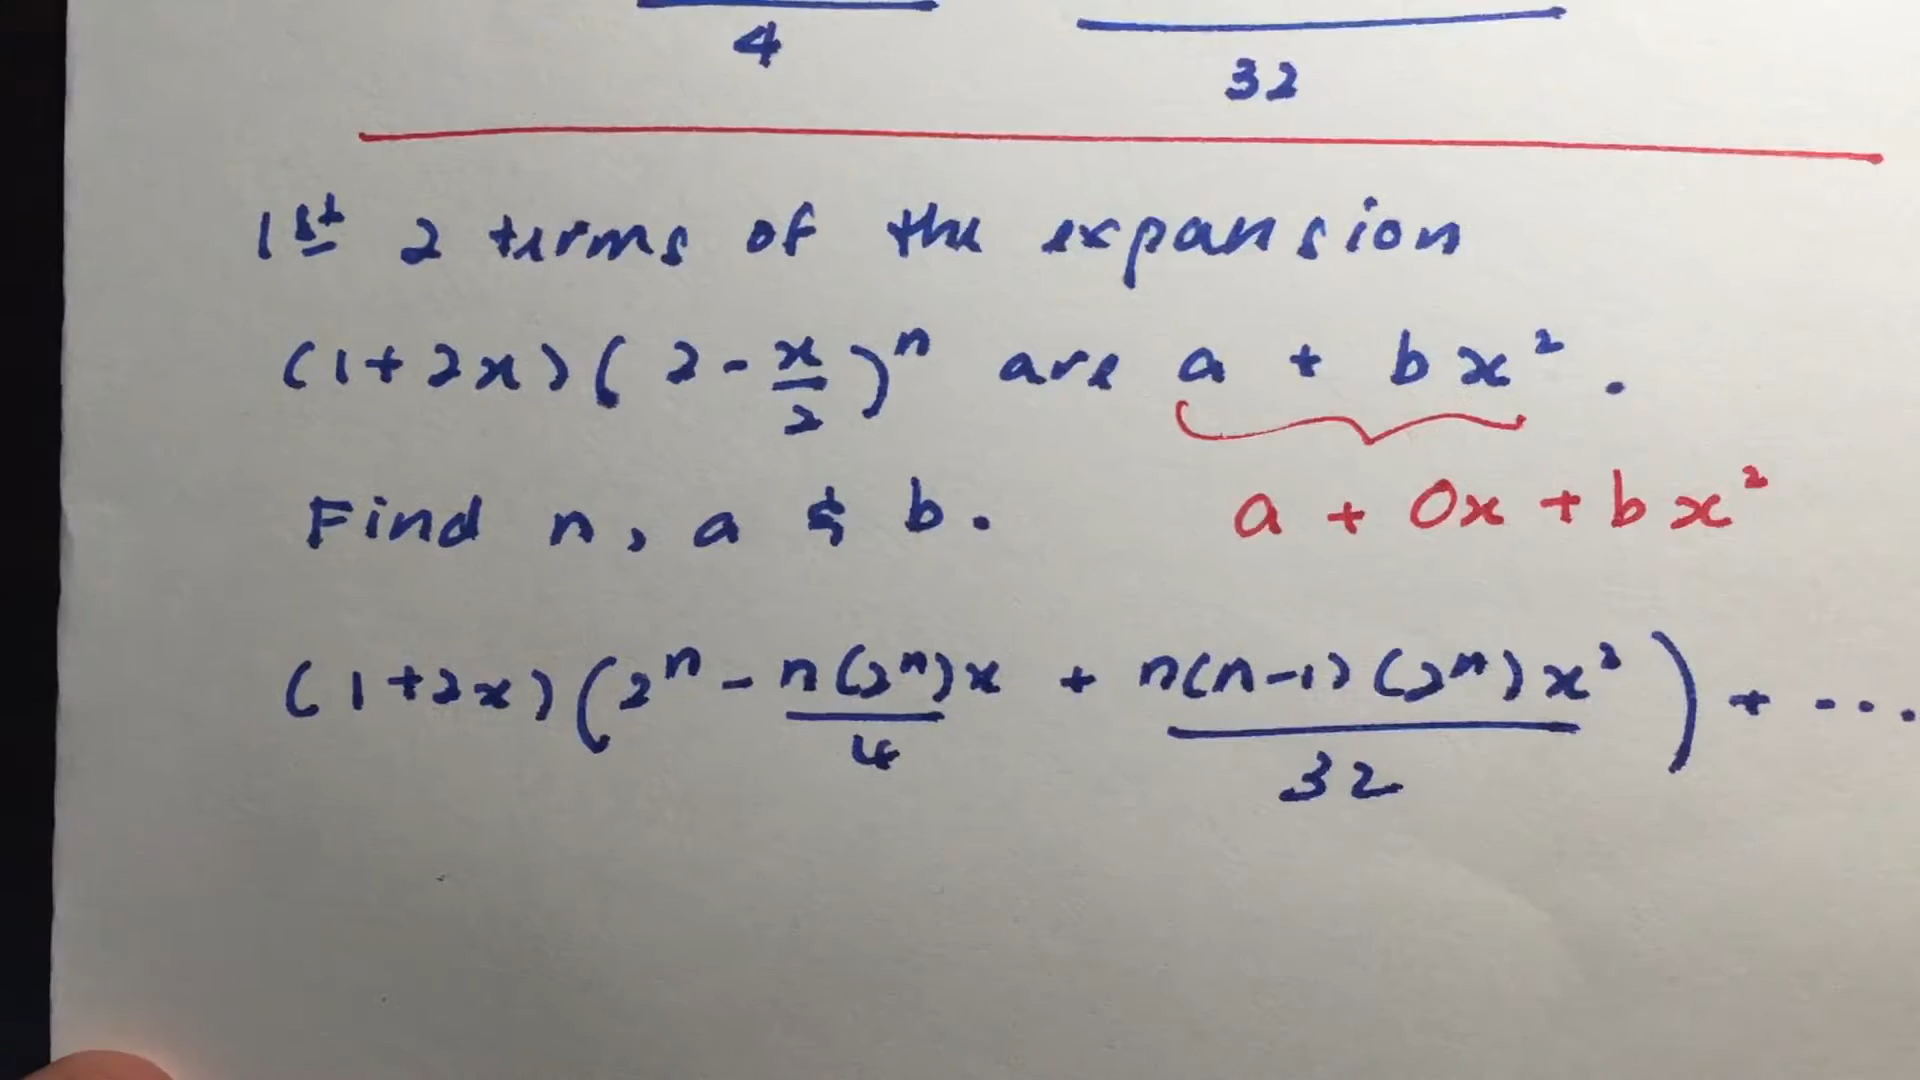 4 32
1st 2 terms of the expansion
(1+2x)(2-x/2)^n are a + bx².
Find n, a & b. a + 0x + bx²
(1+2x)(2^n - n(2^n)x/4 + n(n-1)(2^n)x²/32) + ....